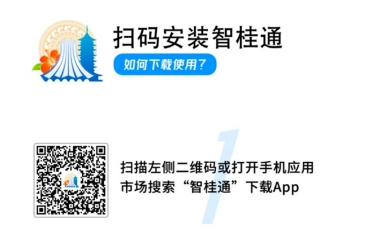 扫码安装智桂通
如何下载使用？
1
扫描左侧二维码或打开手机应用
市场搜索“智桂通”下载App